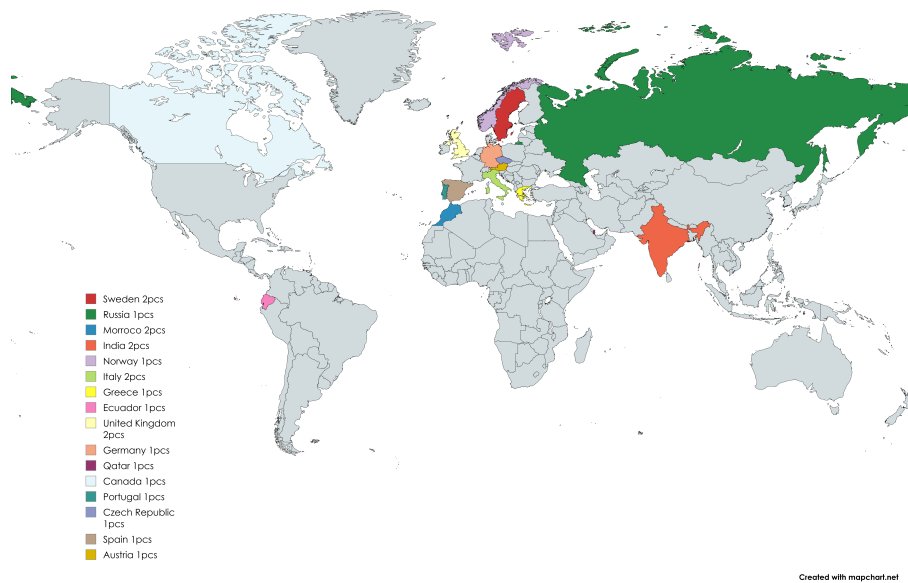 Sweden 2pcs
Russia 1pcs
Morroco 2pcs
India 2pcs
Norway 1pcs
Italy 2pcs
Greece 1pcs
Ecuador 1pcs
United Kingdom
2pcs
Germany 1pcs
Qatar 1pcs
Canada 1pcs
Portugal 1pcs
Czech Republic
1pcs
Spain 1pcs
Austria 1pcs
Created with mapchart.net